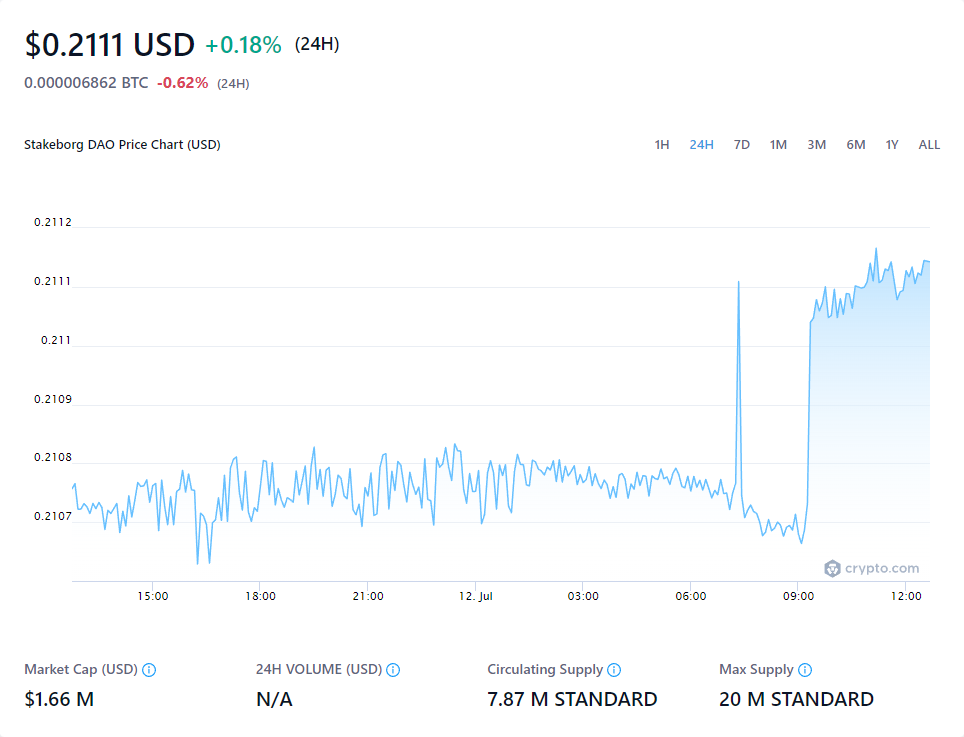 $0.2111 USD +0.18% (24H)
0.000006862 BTC -0.62% (24H)
Stakeborg DAO Price Chart (USD) 1H 24H 7D 1M 3M 6M 1Y ALL
0.2112
0.2111
0.211
0.2109
0.2108
0.2107
crypto.com
15:00 18:00 21:00 12. Jul 03:00 06:00 09:00 12:00
Market Cap (USD) 24H VOLUME (USD) Circulating Supply Max Supply
$1.66 M N/A 7.87 M STANDARD 20 M STANDARD